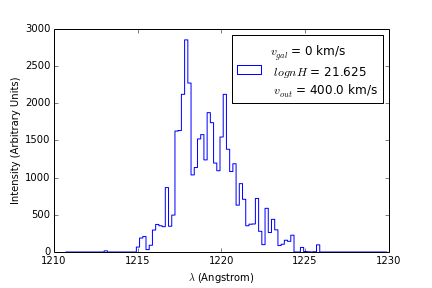 3000
2500
2000
1500
1000
500
0
Intensity (Arbitrary Units)
v_gal = 0 km/s
lognH = 21.625
v_out = 400.0 km/s
1210 1215 1220 1225 1230
λ (Angstrom)